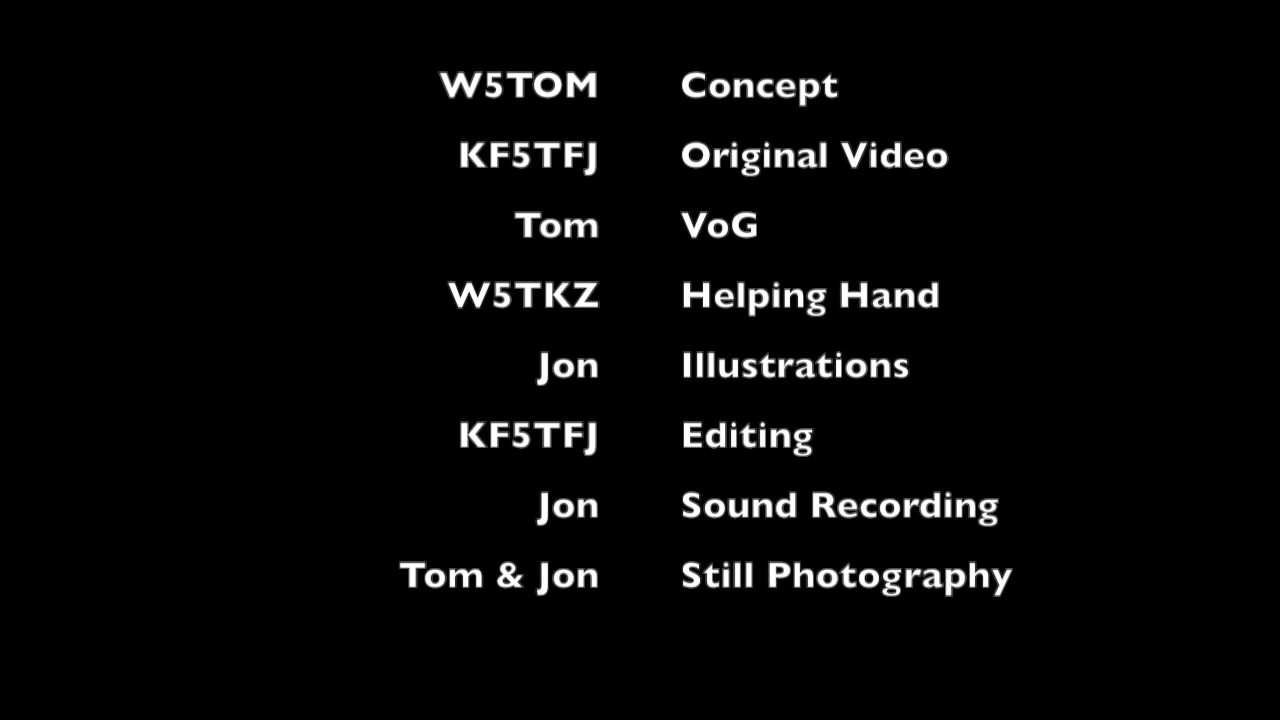 W5TOM Concept
KF5TFJ Original Video
Tom VoG
W5TKZ Helping Hand
Jon Illustrations
KF5TFJ Editing
Jon Sound Recording
Tom & Jon Still Photography